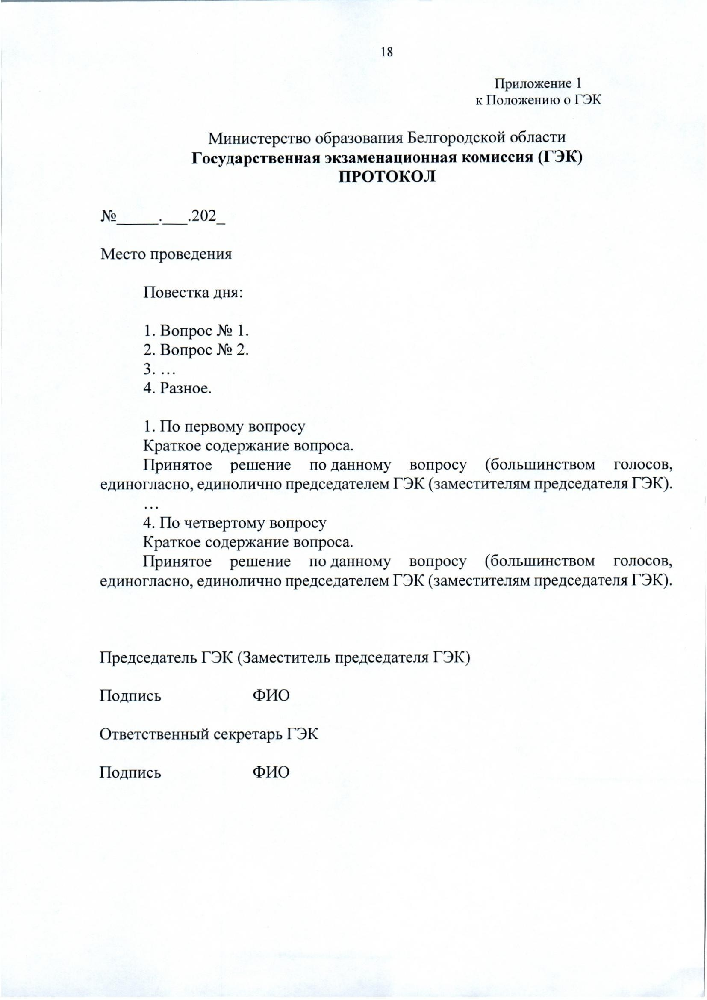 18
Приложение 1
к Положению о ГЭК
Министерство образования Белгородской области
Государственная экзаменационная комиссия (ГЭК)
ПРОТОКОЛ
№_____.___.202_
Место проведения
Повестка дня:
1. Вопрос № 1.
2. Вопрос № 2.
3. …
4. Разное.
1. По первому вопросу
Краткое содержание вопроса.
Принятое решение по данному вопросу (большинством голосов,
единогласно, единолично председателем ГЭК (заместителям председателя ГЭК).
…
4. По четвертому вопросу
Краткое содержание вопроса.
Принятое решение по данному вопросу (большинством голосов,
единогласно, единолично председателем ГЭК (заместителям председателя ГЭК).
Председатель ГЭК (Заместитель председателя ГЭК)
Подпись ФИО
Ответственный секретарь ГЭК
Подпись ФИО